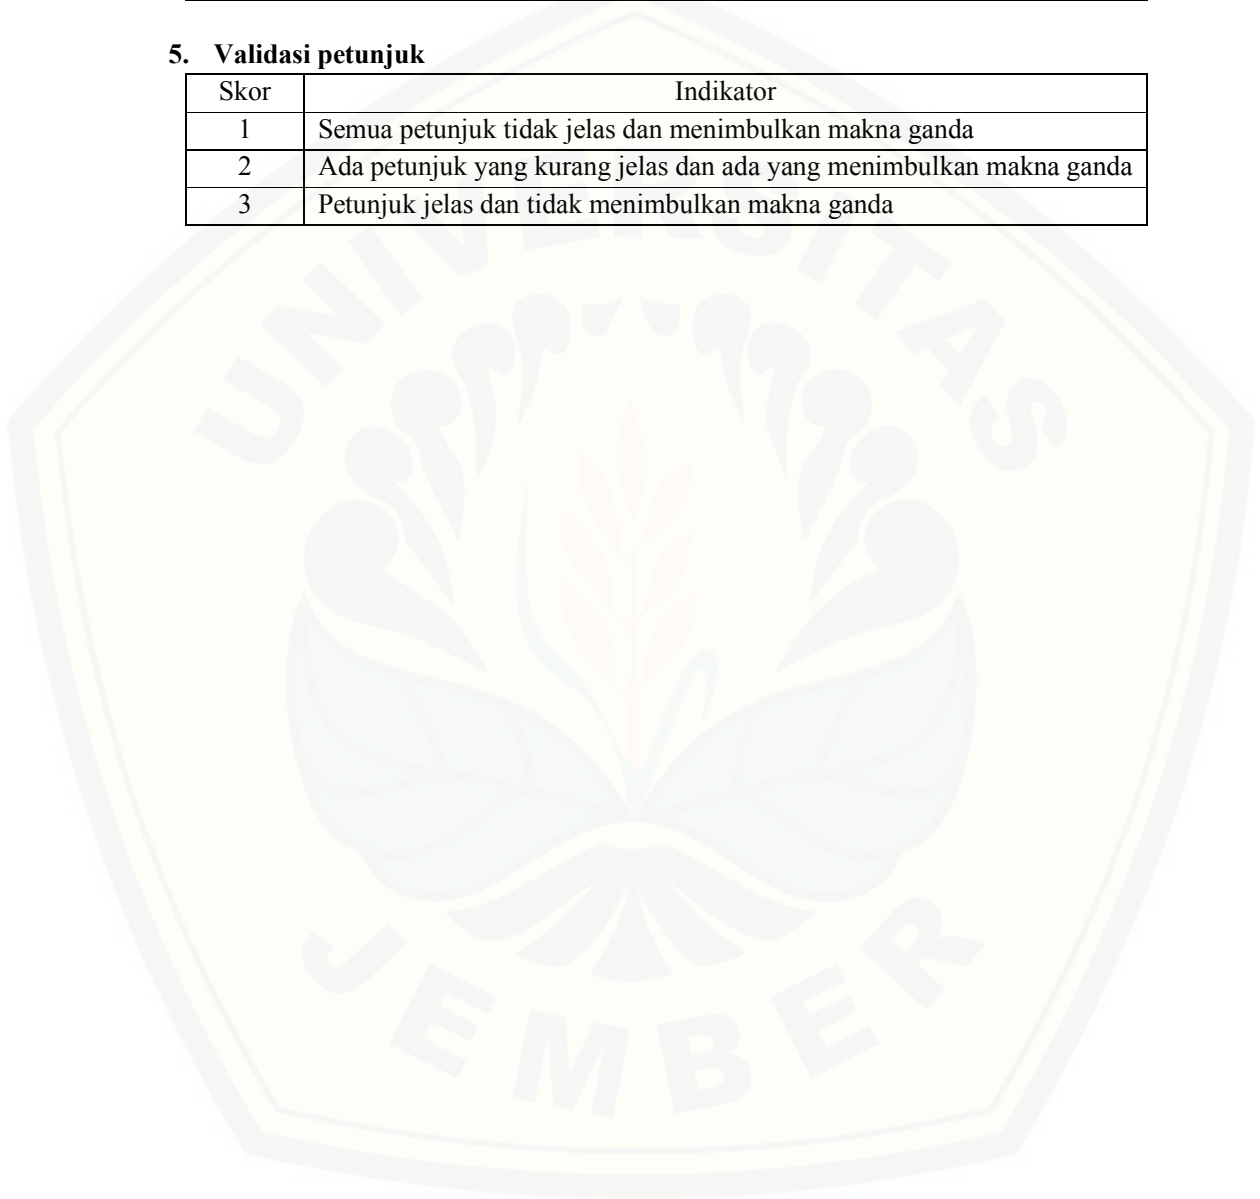 5. Validasi petunjuk
Skor Indikator
1 Semua petunjuk tidak jelas dan menimbulkan makna ganda
2 Ada petunjuk yang kurang jelas dan ada yang menimbulkan makna ganda
3 Petunjuk jelas dan tidak menimbulkan makna ganda
UNIVERSITAS
JEMBER